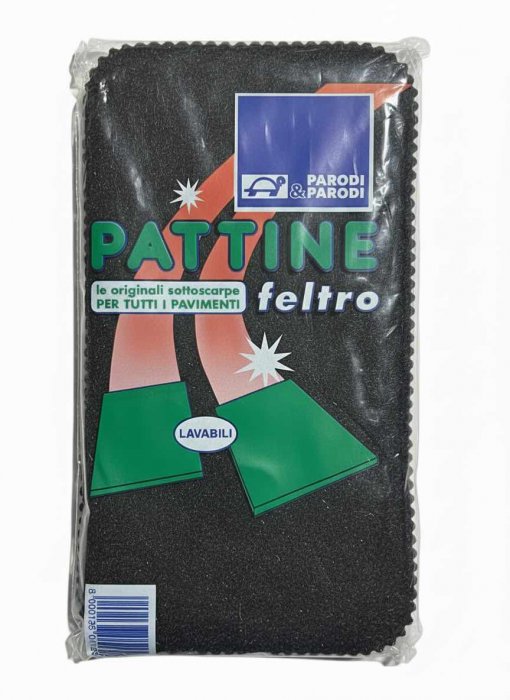 PARODI
&PARODI
PATTINE
le originali sottoscarpe
PER TUTTI I PAVIMENTI
feltro
LAVABILI